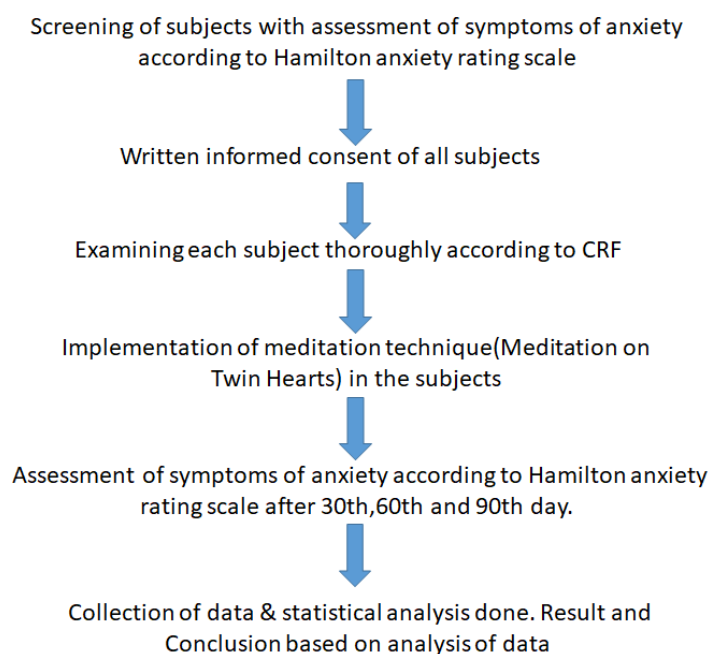 Screening of subjects with assessment of symptoms of anxiety
according to Hamilton anxiety rating scale
Written informed consent of all subjects
Examining each subject thoroughly according to CRF
Implementation of meditation technique(Meditation on
Twin Hearts) in the subjects
Assessment of symptoms of anxiety according to Hamilton anxiety
rating scale after 30th,60th and 90th day.
Collection of data & statistical analysis done. Result and
Conclusion based on analysis of data